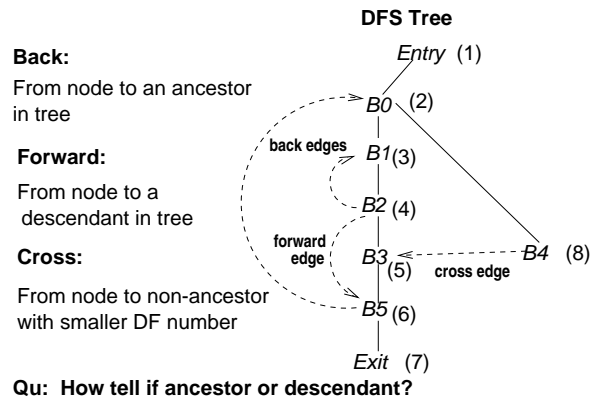 DFS Tree
Back:
From node to an ancestor
in tree
Forward:
From node to a
descendant in tree
Cross:
From node to non-ancestor
with smaller DF number
Entry (1)
B0 (2)
back edges
B1 (3)
B2 (4)
forward
edge
B3
(5)
cross edge
B4 (8)
B5 (6)
Exit (7)
Qu: How tell if ancestor or descendant?